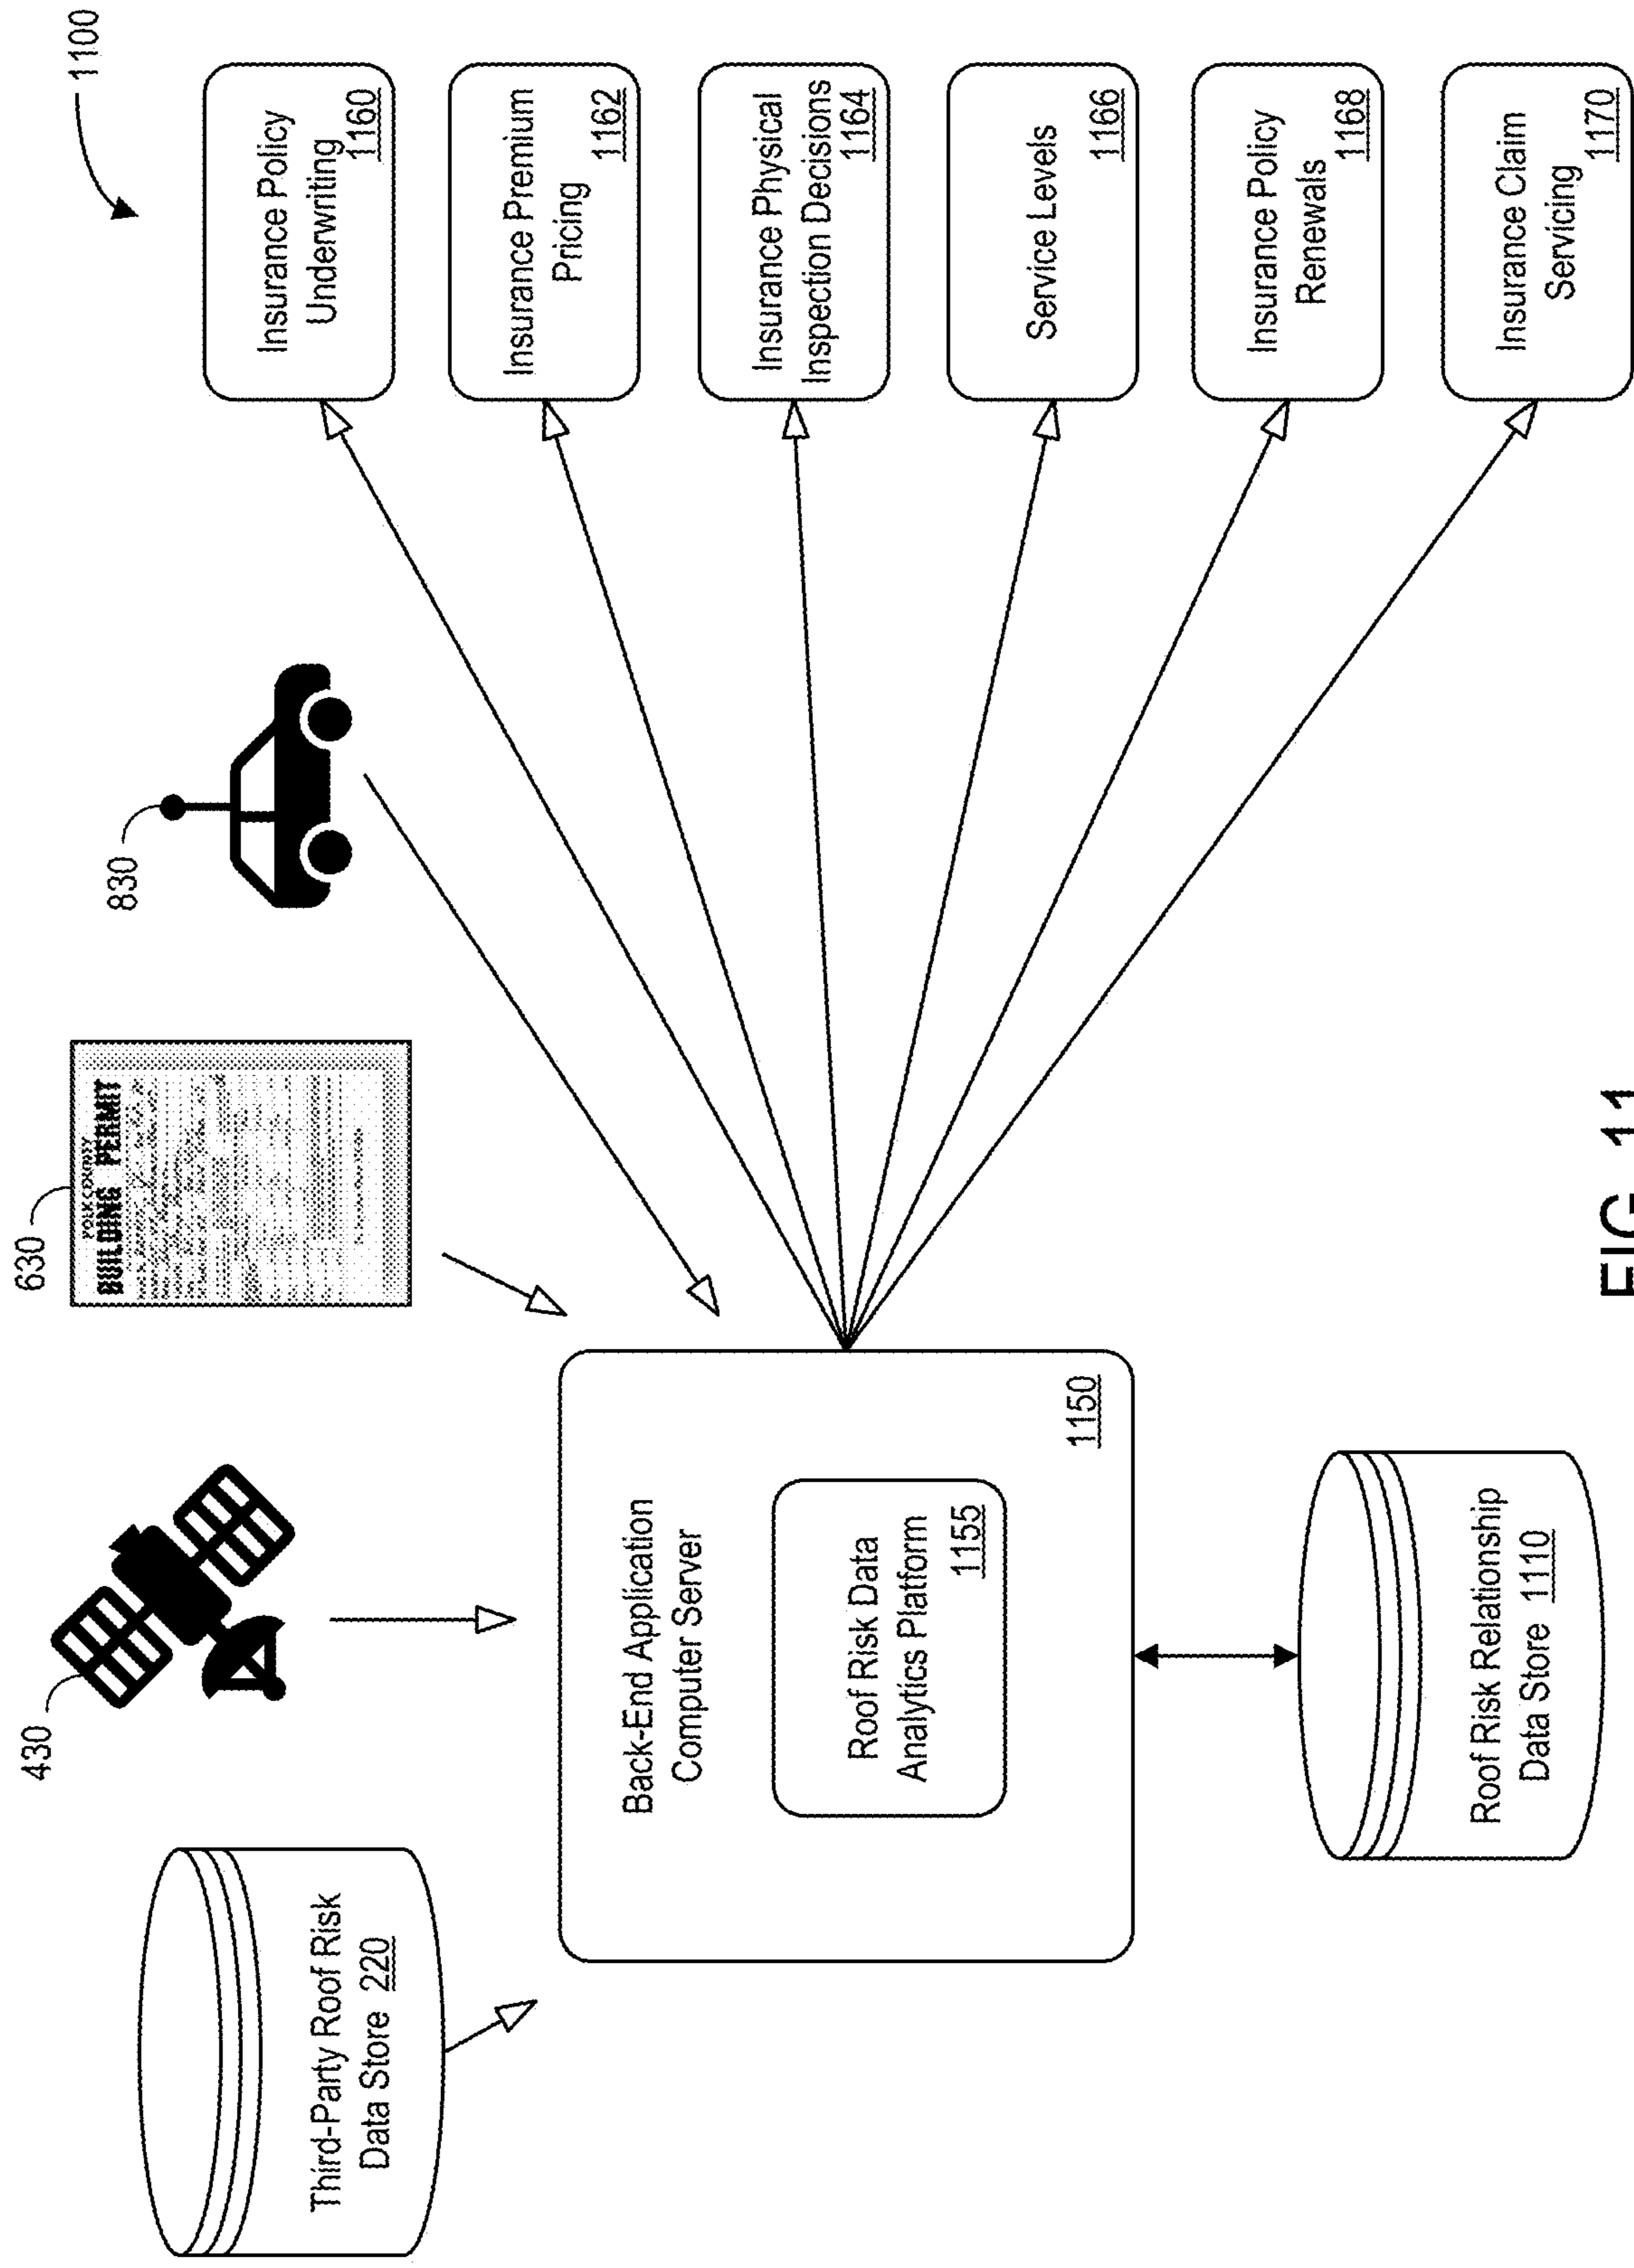 1100
430
630
830
POLK COUNTY
BUILDING PERMIT
Third-Party Roof Risk
Data Store 220
Back-End Application
Computer Server
Roof Risk Data
Analytics Platform
1155
1150
Roof Risk Relationship
Data Store 1110
Insurance Policy
Underwriting
1160
Insurance Premium
Pricing
1162
Insurance Physical
Inspection Decisions
1164
Service Levels
1166
Insurance Policy
Renewals
1168
Insurance Claim
Servicing
1170
FIG. 11